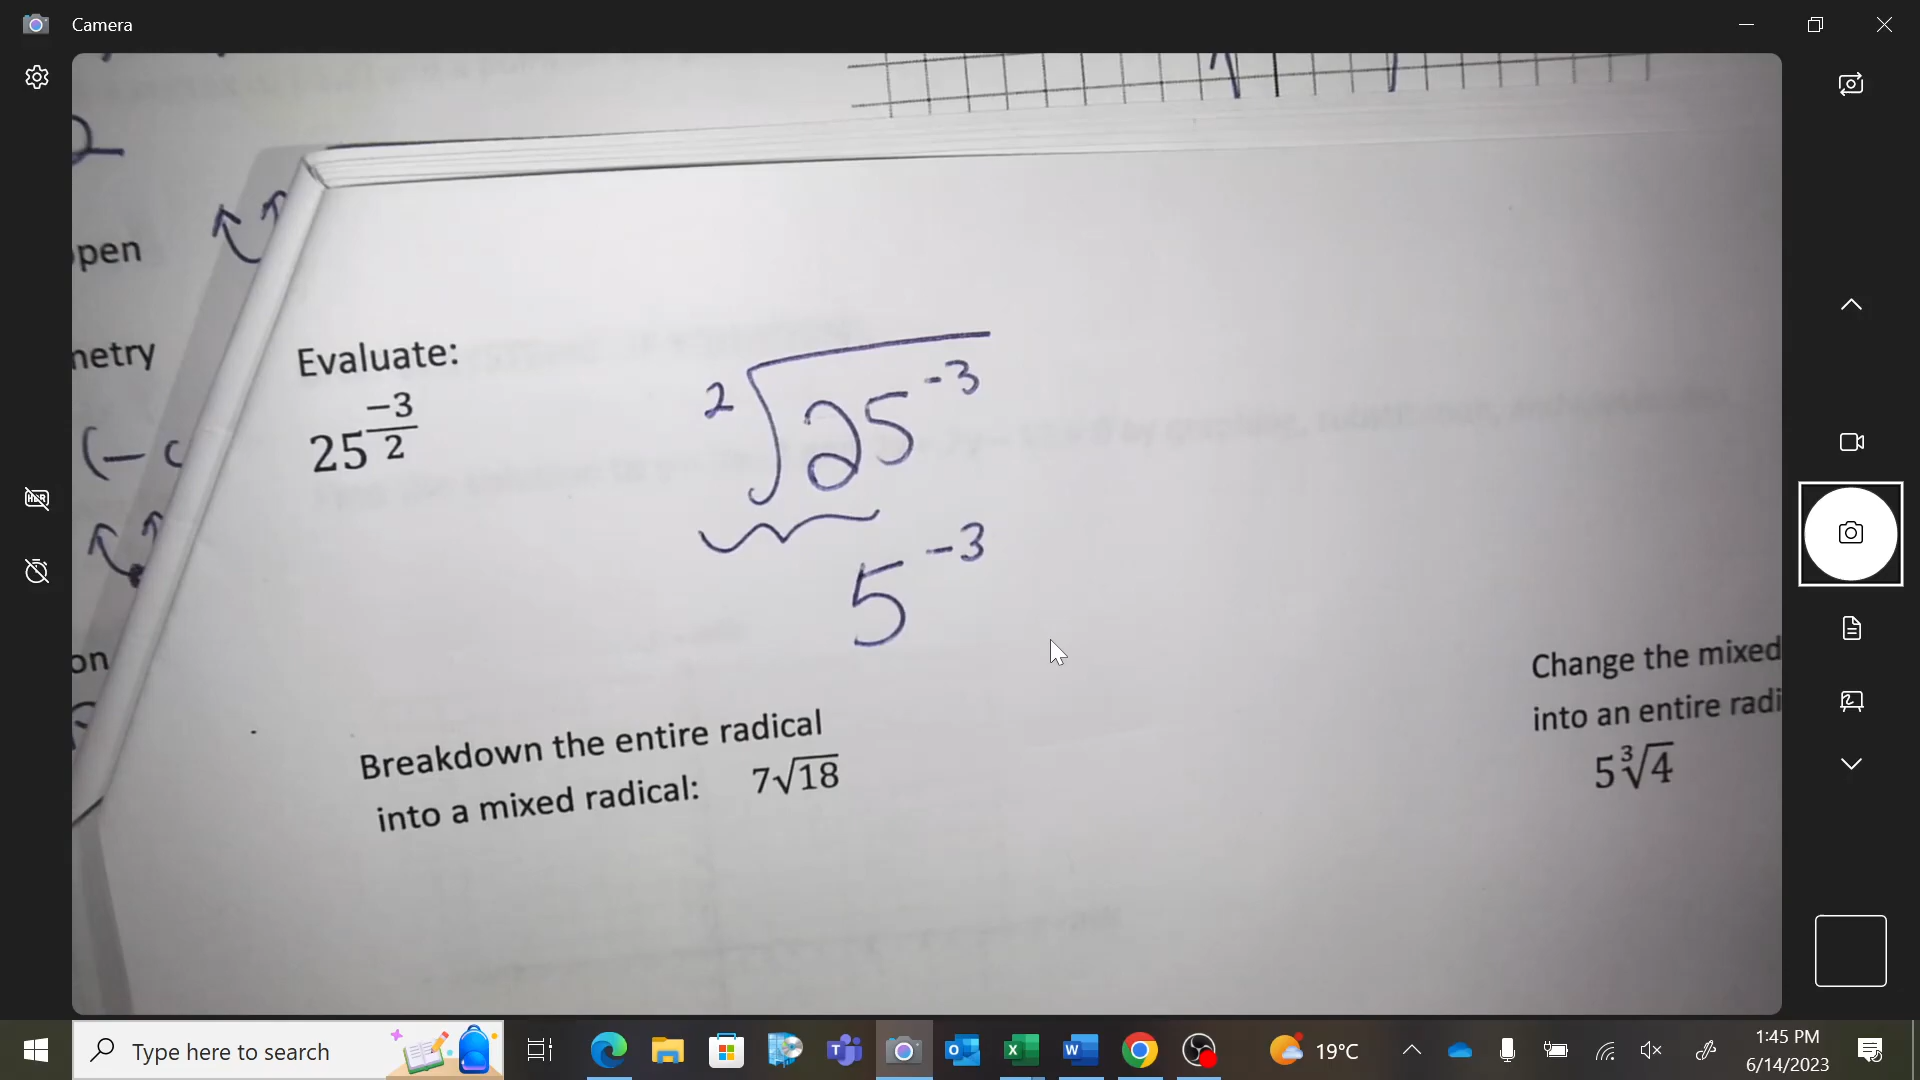 Camera
pen
netry
(-
on
Evaluate:
25^{\frac{-3}{2}}
\sqrt[2]{25^{-3}}
5^{-3}
Breakdown the entire radical
into a mixed radical: 7√18
Change the mixed
into an entire radi
5∛4
Type here to search
19°C
1:45 PM
6/14/2023